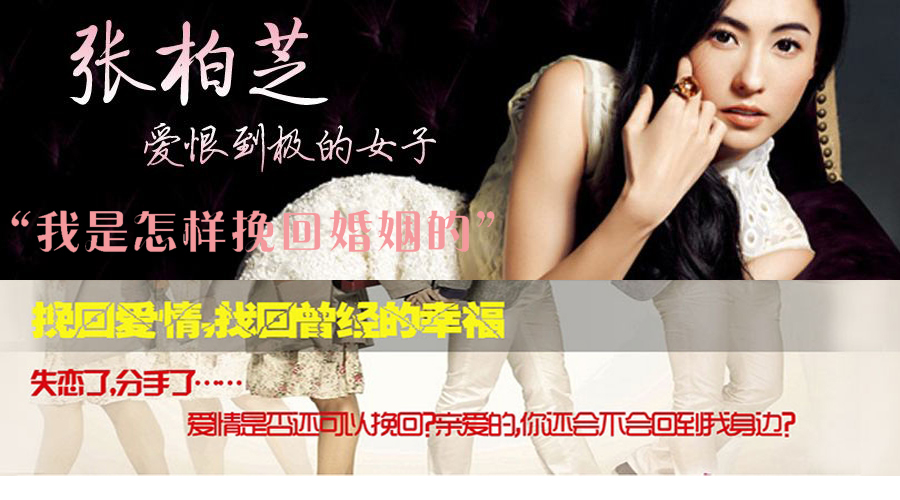 张柏芝
爱恨到极的女子
“我是怎样挽回婚姻的”
挽回爱情,找回曾经的幸福
失恋了,分手了……
爱情是否还可以挽回?亲爱的,你还会不会回到我身边?